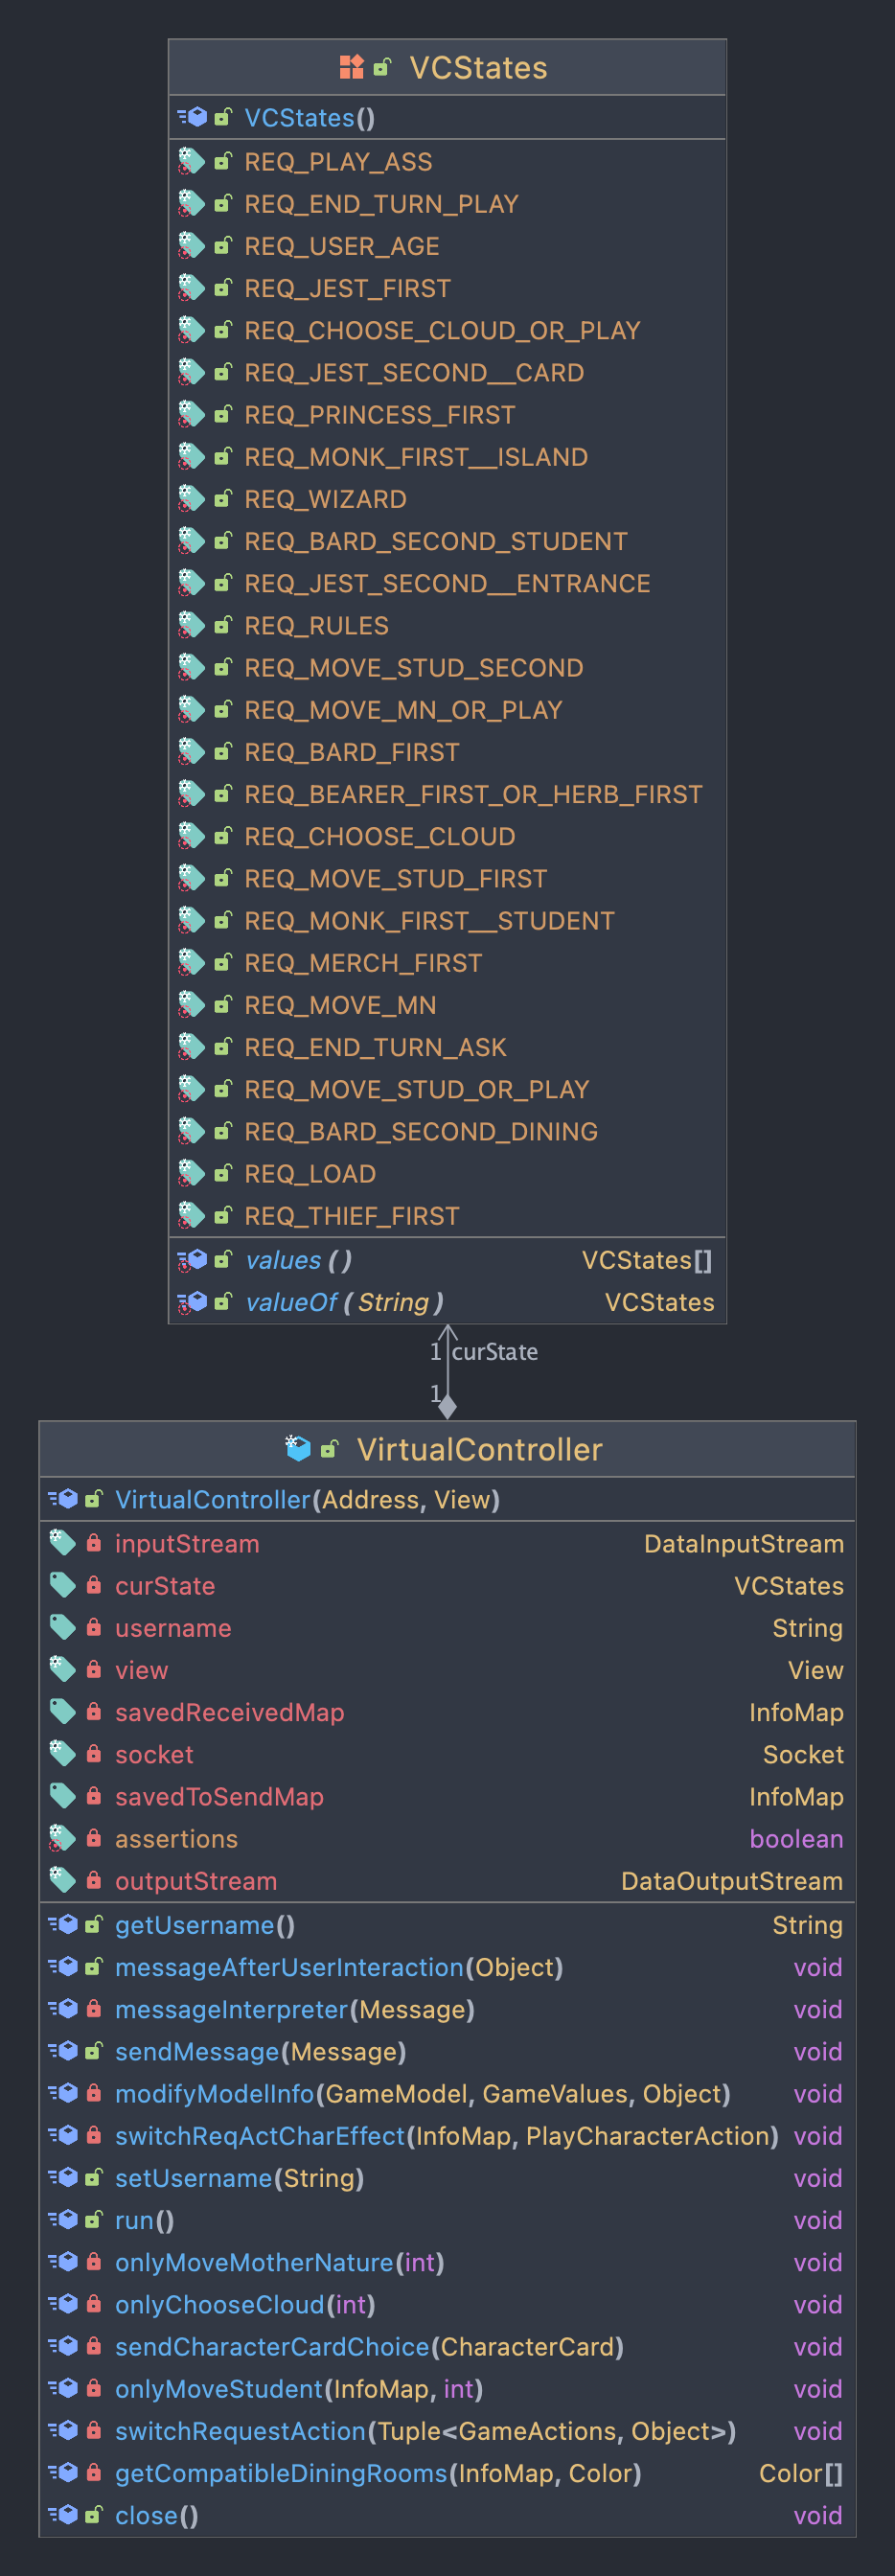 VCStates
VCStates()
REQ_PLAY_ASS
REQ_END_TURN_PLAY
REQ_USER_AGE
REQ_JEST_FIRST
REQ_CHOOSE_CLOUD_OR_PLAY
REQ_JEST_SECOND__CARD
REQ_PRINCESS_FIRST
REQ_MONK_FIRST__ISLAND
REQ_WIZARD
REQ_BARD_SECOND_STUDENT
REQ_JEST_SECOND__ENTRANCE
REQ_RULES
REQ_MOVE_STUD_SECOND
REQ_MOVE_MN_OR_PLAY
REQ_BARD_FIRST
REQ_BEARER_FIRST_OR_HERB_FIRST
REQ_CHOOSE_CLOUD
REQ_MOVE_STUD_FIRST
REQ_MONK_FIRST__STUDENT
REQ_MERCH_FIRST
REQ_MOVE_MN
REQ_END_TURN_ASK
REQ_MOVE_STUD_OR_PLAY
REQ_BARD_SECOND_DINING
REQ_LOAD
REQ_THIEF_FIRST
values() VCStates[]
valueOf(String) VCStates
1 curState
1
VirtualController
VirtualController(Address, View)
inputStream DataInputStream
curState VCStates
username String
view View
savedReceivedMap InfoMap
socket Socket
savedToSendMap InfoMap
assertions boolean
outputStream DataOutputStream
getUsername() String
messageAfterUserInteraction(Object) void
messageInterpreter(Message) void
sendMessage(Message) void
modifyModelInfo(GameModel, GameValues, Object) void
switchReqActCharEffect(InfoMap, PlayCharacterAction) void
setUsername(String) void
run() void
onlyMoveMotherNature(int) void
onlyChooseCloud(int) void
sendCharacterCardChoice(CharacterCard) void
onlyMoveStudent(InfoMap, int) void
switchRequestAction(Tuple<GameActions, Object>) void
getCompatibleDiningRooms(InfoMap, Color) Color[]
close() void